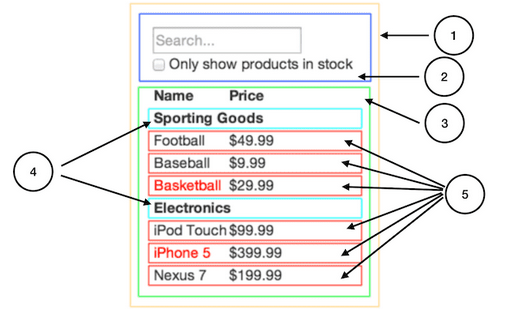 Search...
Only show products in stock
Name Price
Sporting Goods
Football $49.99
Baseball $9.99
Basketball $29.99
Electronics
iPod Touch $99.99
iPhone 5 $399.99
Nexus 7 $199.99
1
2
3
4
5